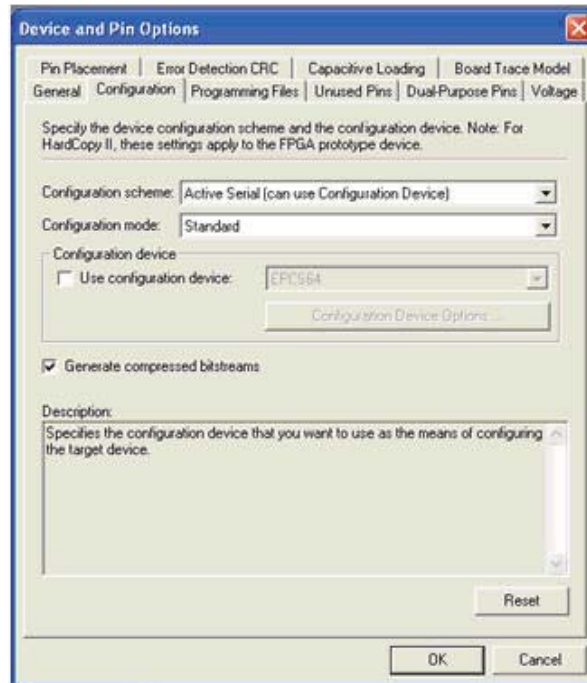 Device and Pin Options
Pin Placement Error Detection CRC Capacitive Loading Board Trace Model
General Configuration Programming Files Unused Pins Dual-Purpose Pins Voltage
Specify the device configuration scheme and the configuration device. Note: For
HardCopy II, these settings apply to the FPGA prototype device.
Configuration scheme: Active Serial (can use Configuration Device)
Configuration mode: Standard
Configuration device
Use configuration device: EPCS64
Configuration Device Options ...
Generate compressed bitstreams
Description:
Specifies the configuration device that you want to use as the means of configuring
the target device.
Reset
OK Cancel